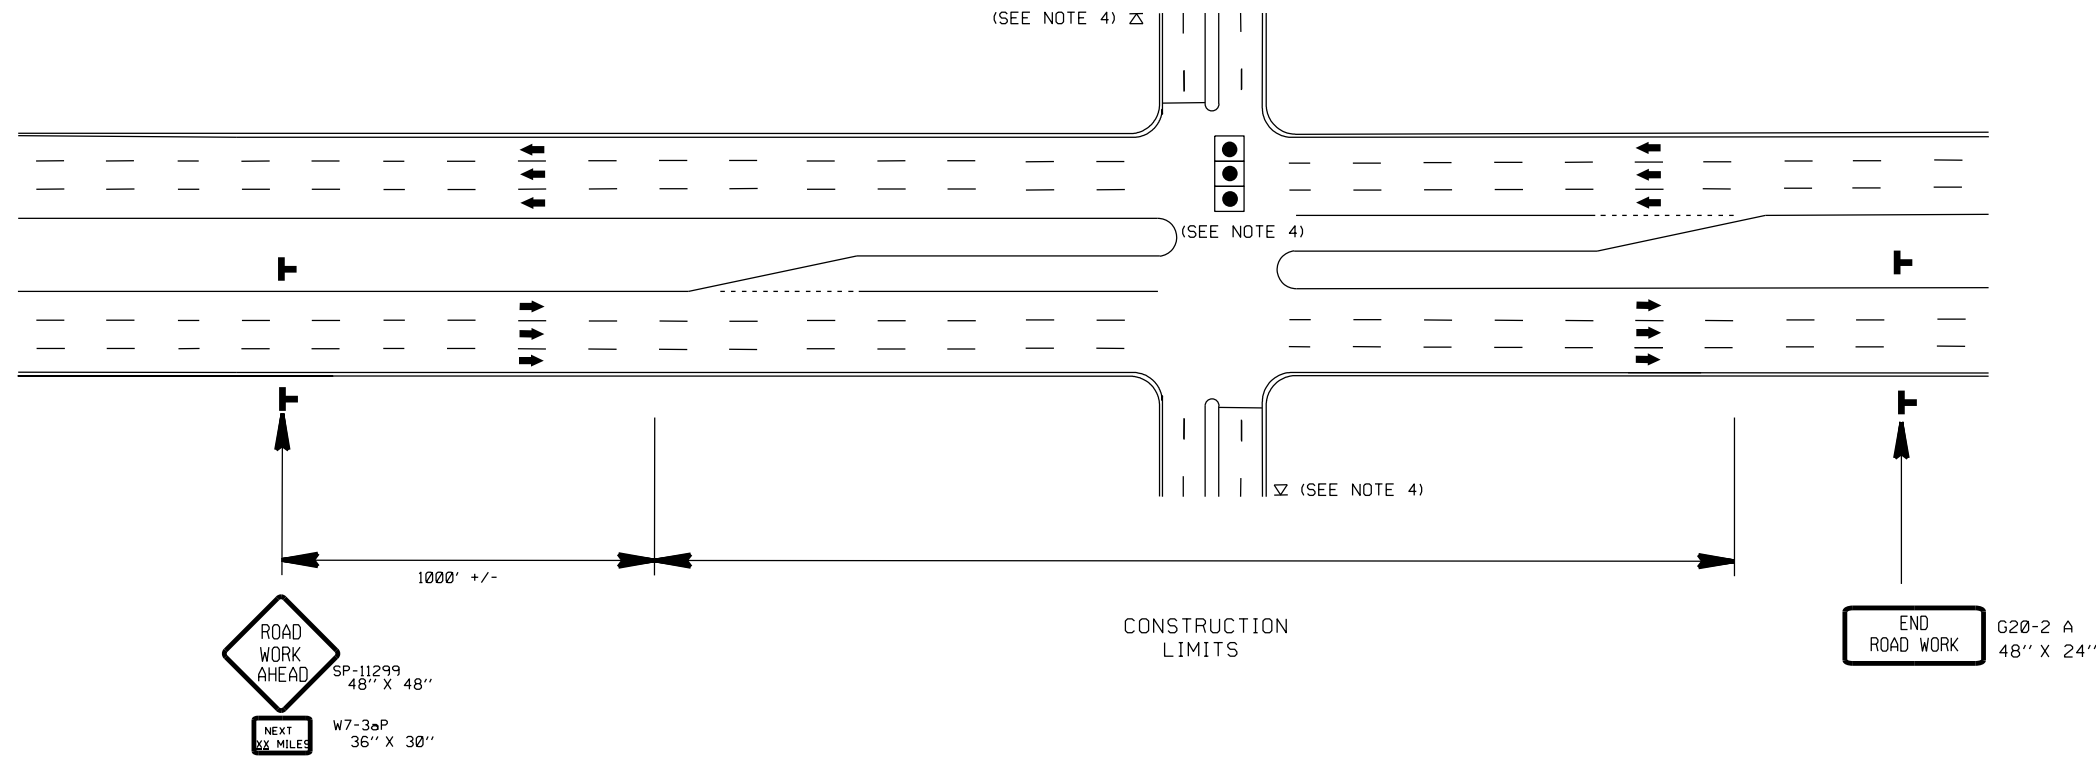 (SEE NOTE 4)
(SEE NOTE 4)
(SEE NOTE 4)
1000' +/-
CONSTRUCTION
LIMITS
ROAD
WORK
AHEAD
SP-11299
48'' X 48''
NEXT
XX MILES
W7-3aP
36'' X 30''
END
ROAD WORK
G20-2 A
48'' X 24''